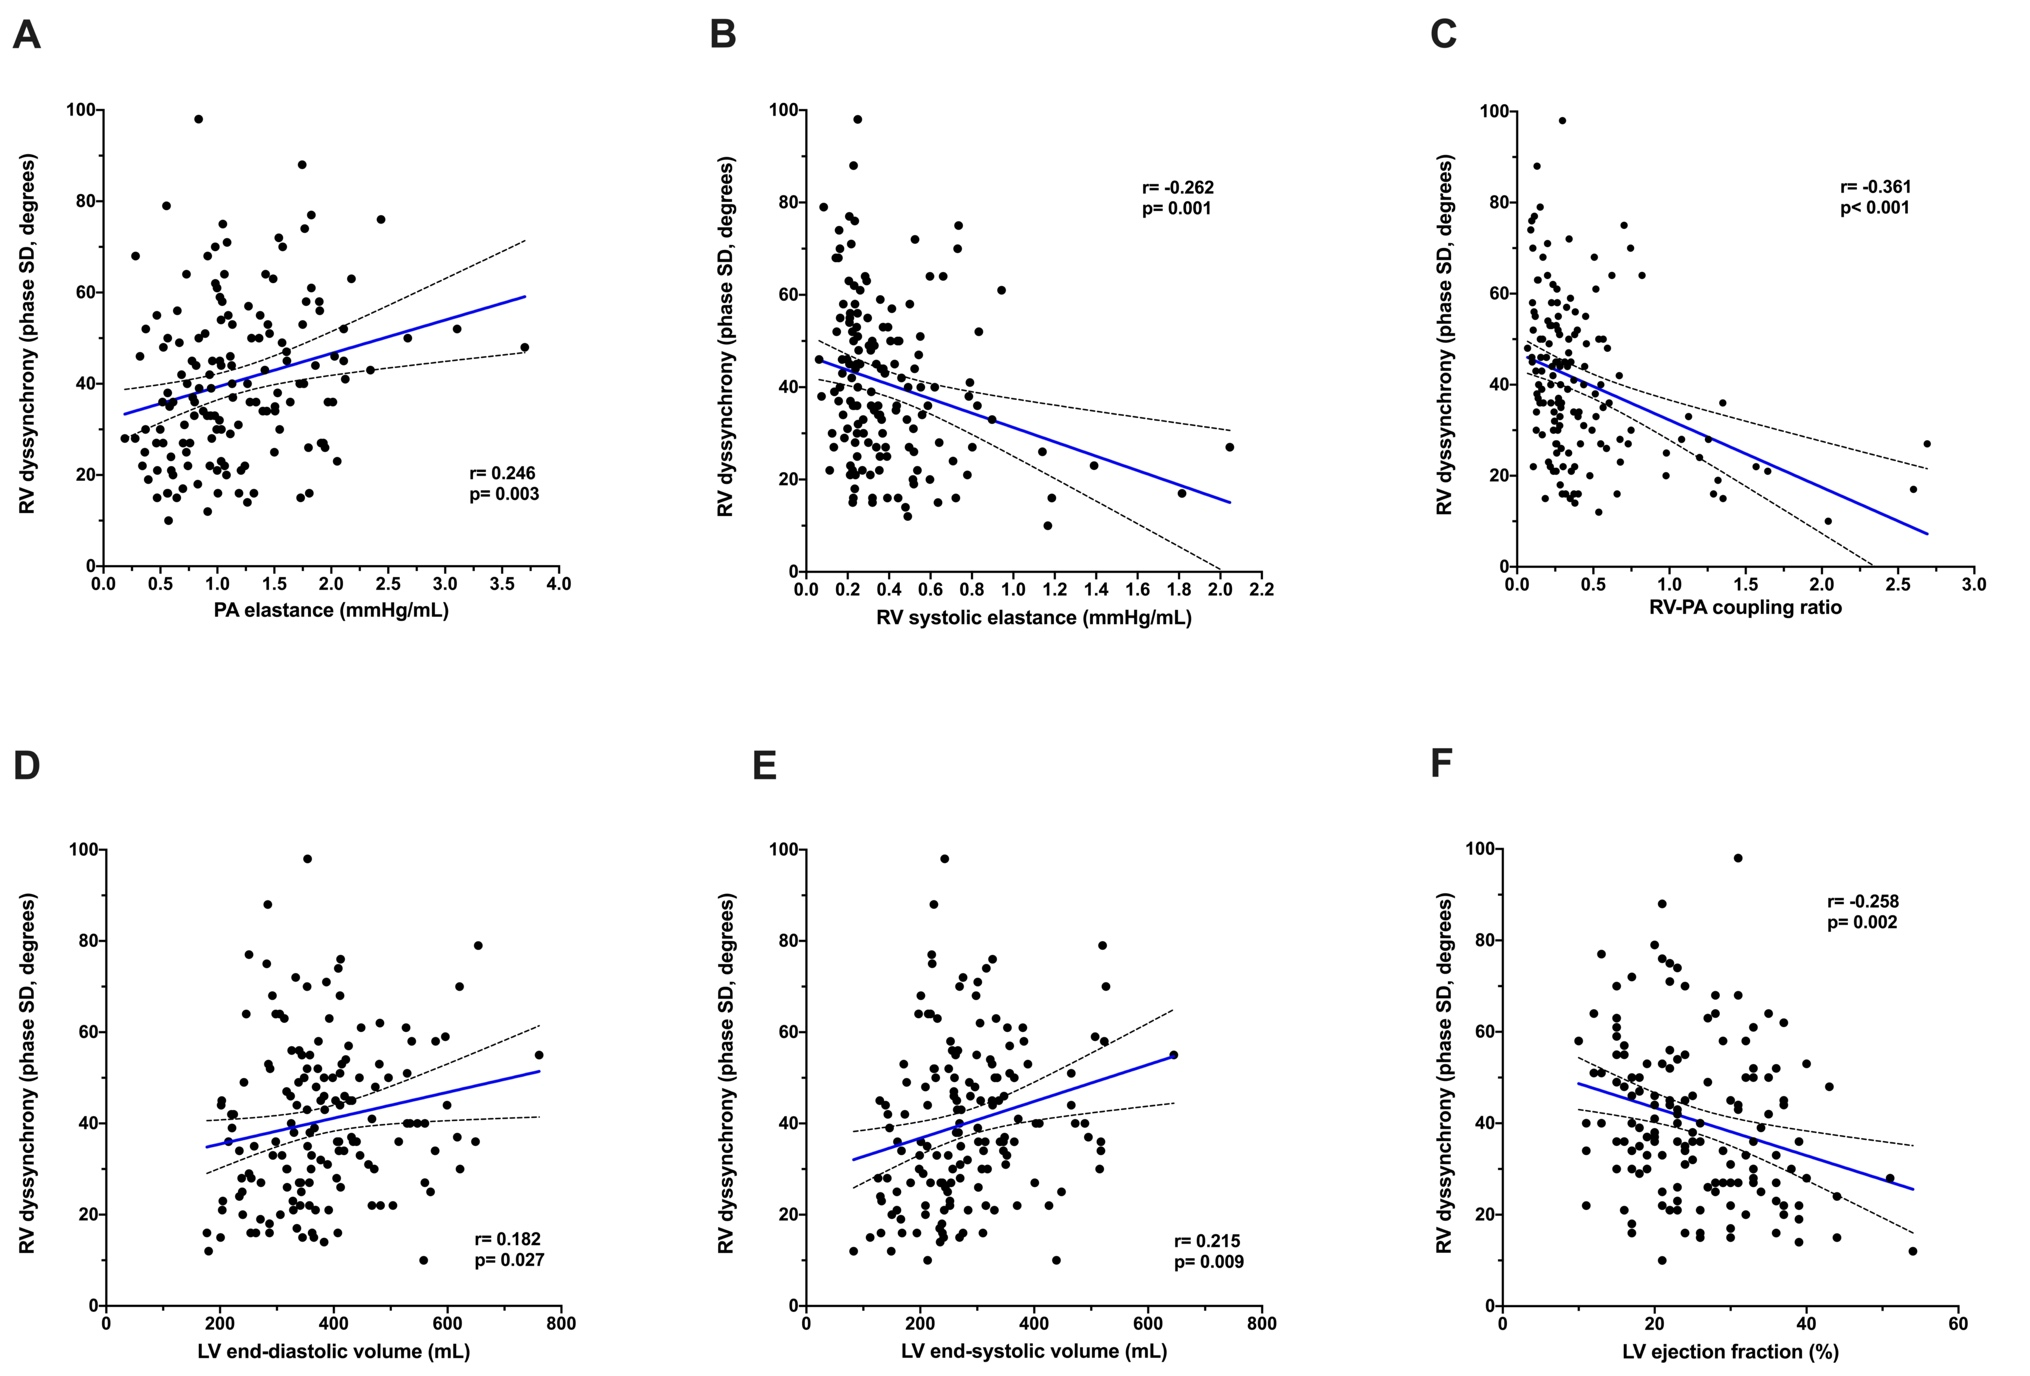 A
RV dyssynchrony (phase SD, degrees)
100
80
60
40
20
0
r= 0.246
p= 0.003
0.0 0.5 1.0 1.5 2.0 2.5 3.0 3.5 4.0
PA elastance (mmHg/mL)
B
RV dyssynchrony (phase SD, degrees)
100
80
60
40
20
0
r= -0.262
p= 0.001
0.0 0.2 0.4 0.6 0.8 1.0 1.2 1.4 1.6 1.8 2.0 2.2
RV systolic elastance (mmHg/mL)
C
RV dyssynchrony (phase SD, degrees)
100
80
60
40
20
0
r= -0.361
p< 0.001
0.0 0.5 1.0 1.5 2.0 2.5 3.0
RV-PA coupling ratio
D
RV dyssynchrony (phase SD, degrees)
100
80
60
40
20
0
r= 0.182
p= 0.027
0 200 400 600 800
LV end-diastolic volume (mL)
E
RV dyssynchrony (phase SD, degrees)
100
80
60
40
20
0
r= 0.215
p= 0.009
0 200 400 600 800
LV end-systolic volume (mL)
F
RV dyssynchrony (phase SD, degrees)
100
80
60
40
20
0
r= -0.258
p= 0.002
0 20 40 60
LV ejection fraction (%)